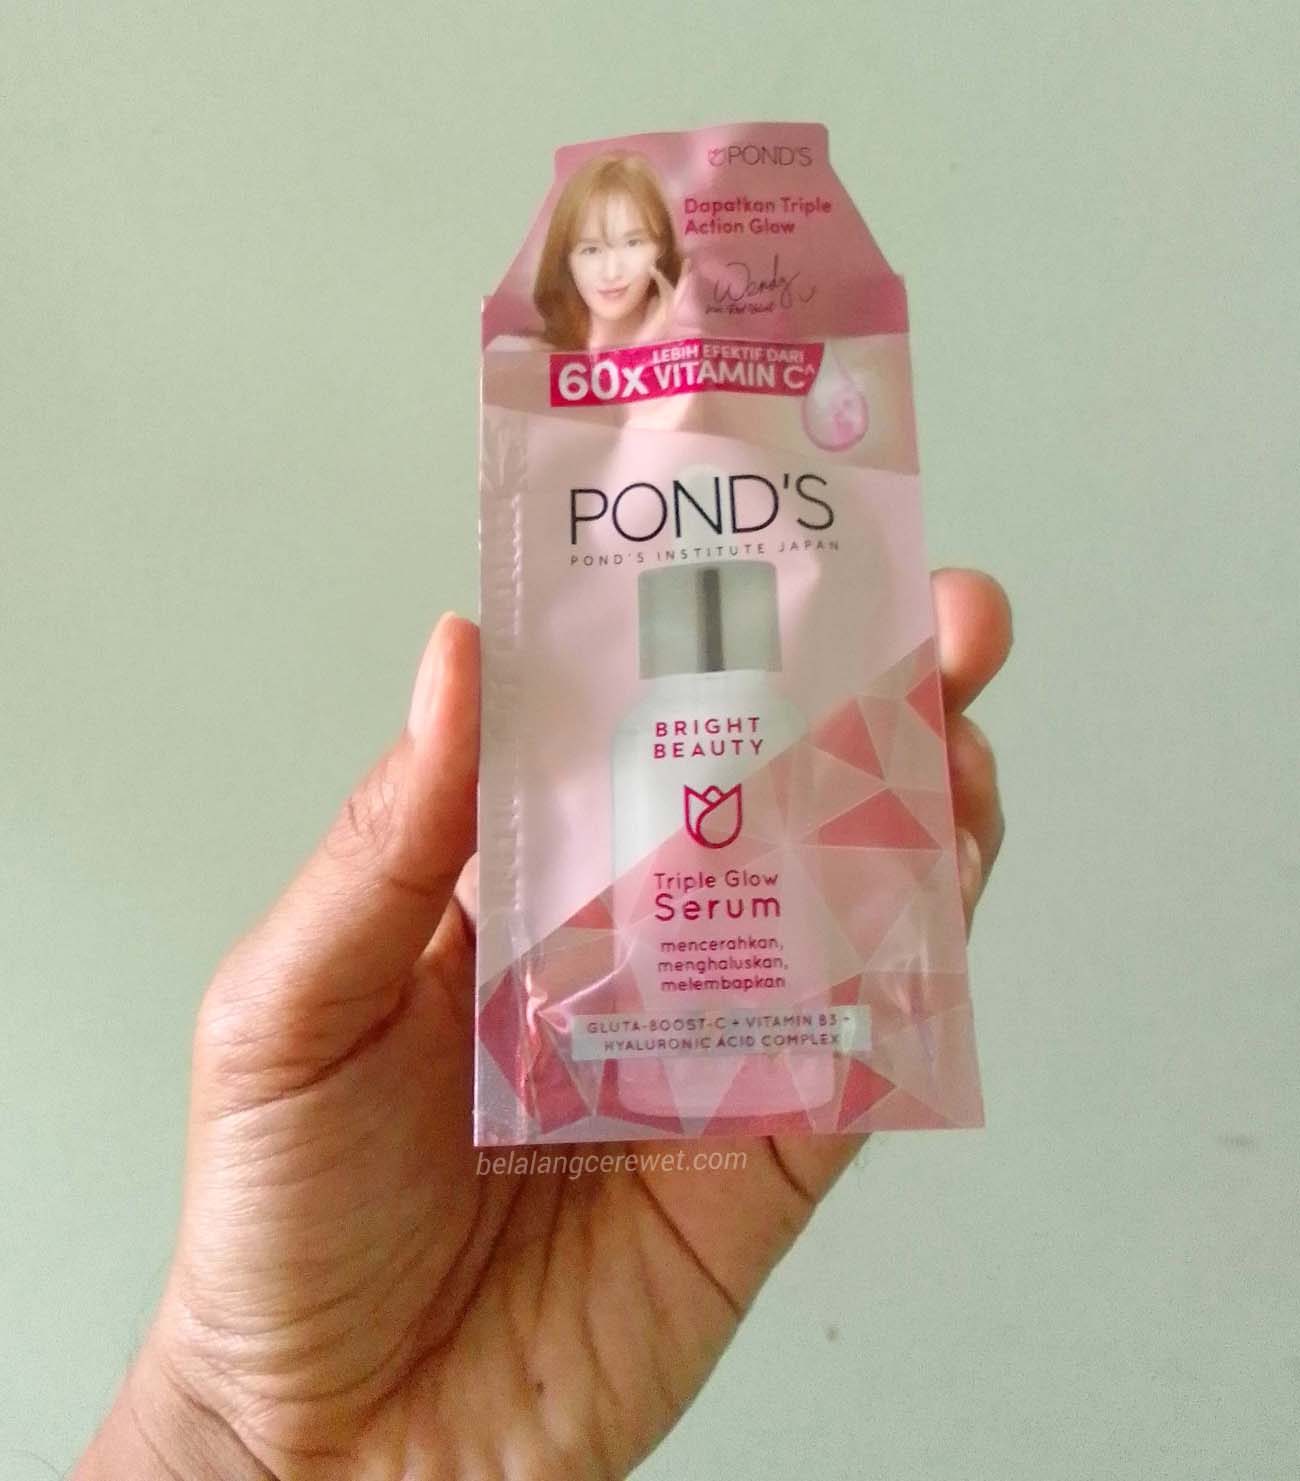 POND'S
Dapatkan Triple
Action Glow
Wendy
60x LEBIH EFEKTIF DARI
VITAMIN C^
POND'S
POND'S INSTITUTE JAPAN
BRIGHT
BEAUTY
Triple Glow
Serum
mencerahkan,
menghaluskan,
melembapkan
GLUTA-BOOST-C + VITAMIN B3 +
HYALURONIC ACID COMPLEX
belalangcerewet.com